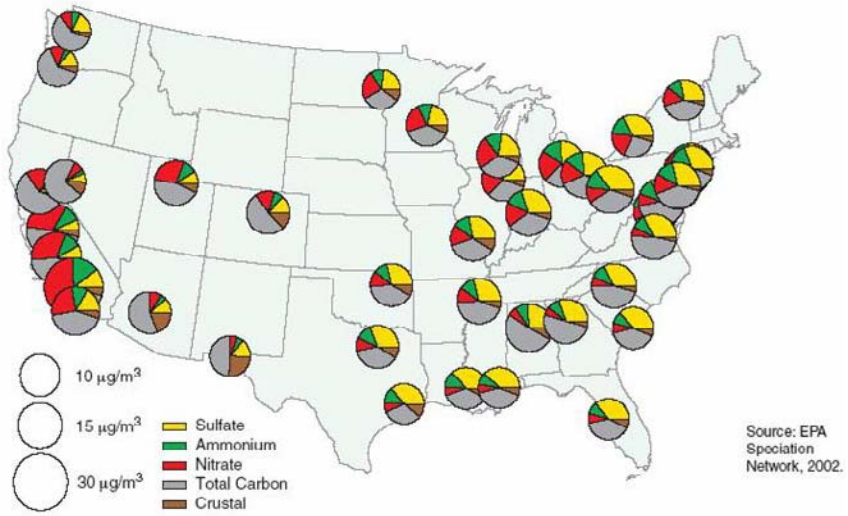 10 µg/m³
15 µg/m³
30 µg/m³
Sulfate
Ammonium
Nitrate
Total Carbon
Crustal
Source: EPA
Speciation
Network, 2002.